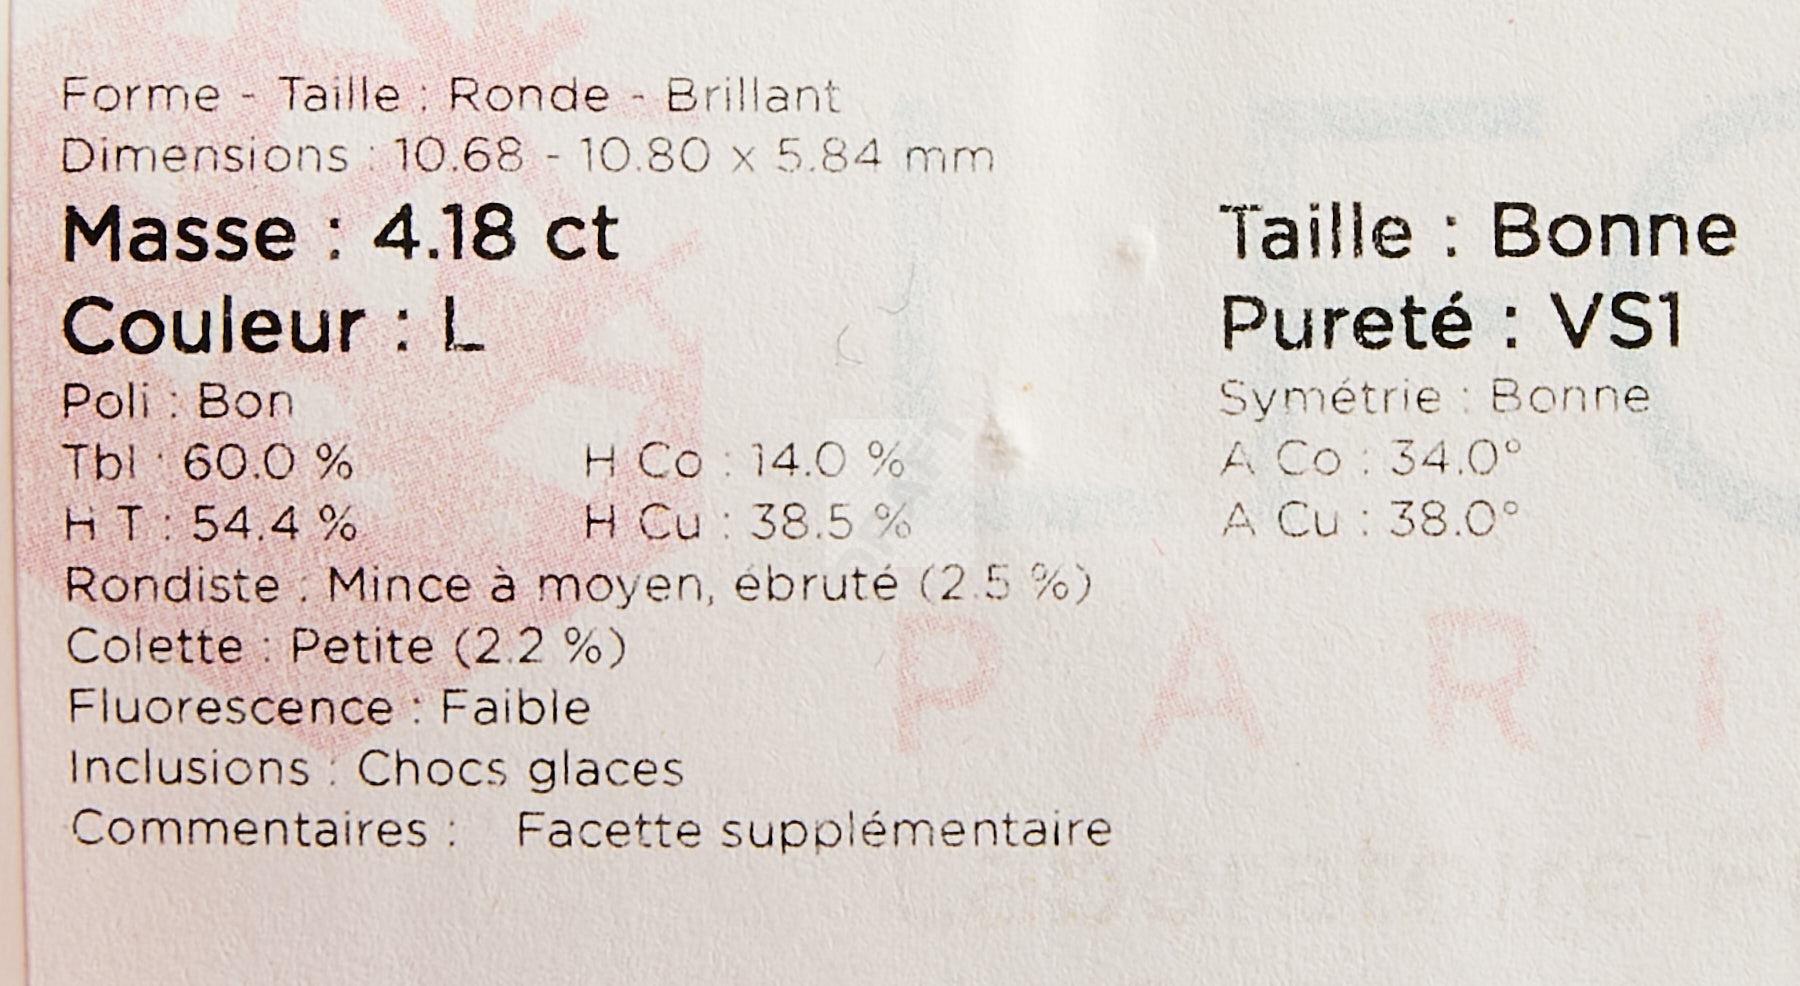 Forme - Taille : Ronde - Brillant
Dimensions : 10.68 - 10.80 x 5.84 mm
Masse : 4.18 ct Taille : Bonne
Couleur : L Pureté : VS1
Poli : Bon Symétrie : Bonne
Tbl : 60.0 % H Co : 14.0 % A Co : 34.0°
H T : 54.4 % H Cu : 38.5 % A Cu : 38.0°
Rondiste : Mince à moyen, ébruté (2.5 %)
Colette : Petite (2.2 %)
Fluorescence : Faible
Inclusions : Chocs glaces
Commentaires : Facette supplémentaire
P A R I